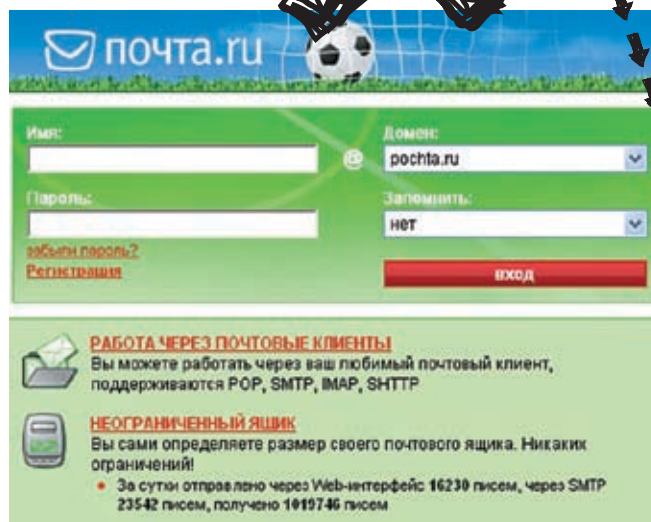 почта.ru
Имя:
Домен:
@
pochta.ru
Пароль:
Запомнить:
нет
забыли пароль?
Регистрация
вход
РАБОТА ЧЕРЕЗ ПОЧТОВЫЕ КЛИЕНТЫ
Вы можете работать через ваш любимый почтовый клиент,
поддерживаются POP, SMTP, IMAP, SHTTP
НЕОГРАНИЧЕННЫЙ ЯЩИК
Вы сами определяете размер своего почтового ящика. Никаких
ограничений!
• За сутки отправлено через Web-интерфейс 16230 писем, через SMTP
23542 писем, получено 1019746 писем